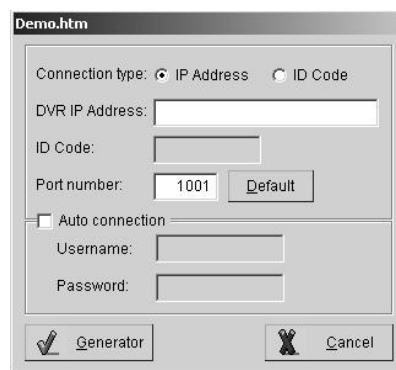 Demo.htm
Connection type: IP Address ID Code
DVR IP Address:
ID Code:
Port number: 1001 Default
Auto connection
Username:
Password:
Generator Cancel